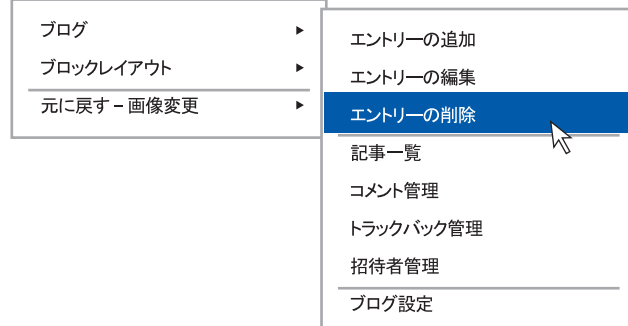 ブログ
ブロックレイアウト
元に戻す – 画像変更
エントリーの追加
エントリーの編集
エントリーの削除
記事一覧
コメント管理
トラックバック管理
招待者管理
ブログ設定